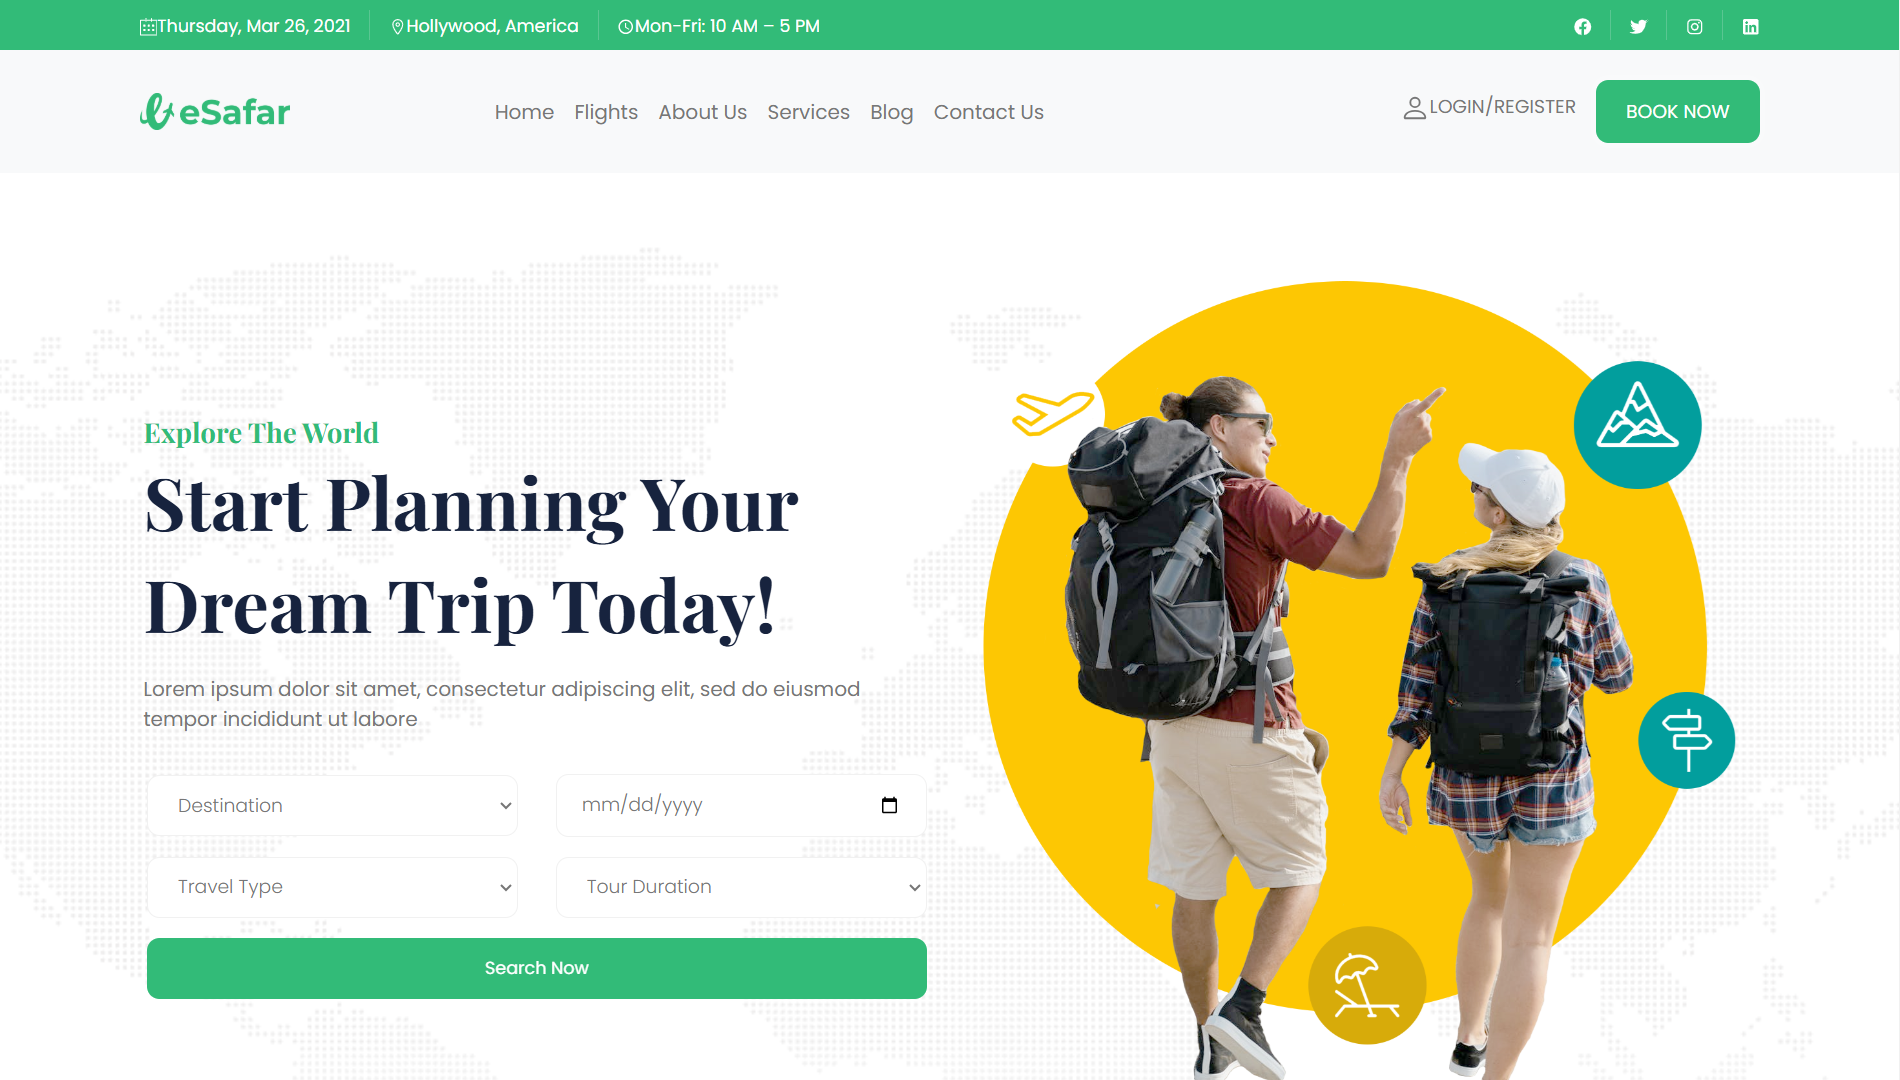 Thursday, Mar 26, 2021
Hollywood, America
Mon-Fri: 10 AM – 5 PM
eSafar
Home
Flights
About Us
Services
Blog
Contact Us
LOGIN/REGISTER
BOOK NOW
Explore The World
Start Planning Your
Dream Trip Today!
Lorem ipsum dolor sit amet, consectetur adipiscing elit, sed do eiusmod
tempor incididunt ut labore
Destination
mm/dd/yyyy
Travel Type
Tour Duration
Search Now